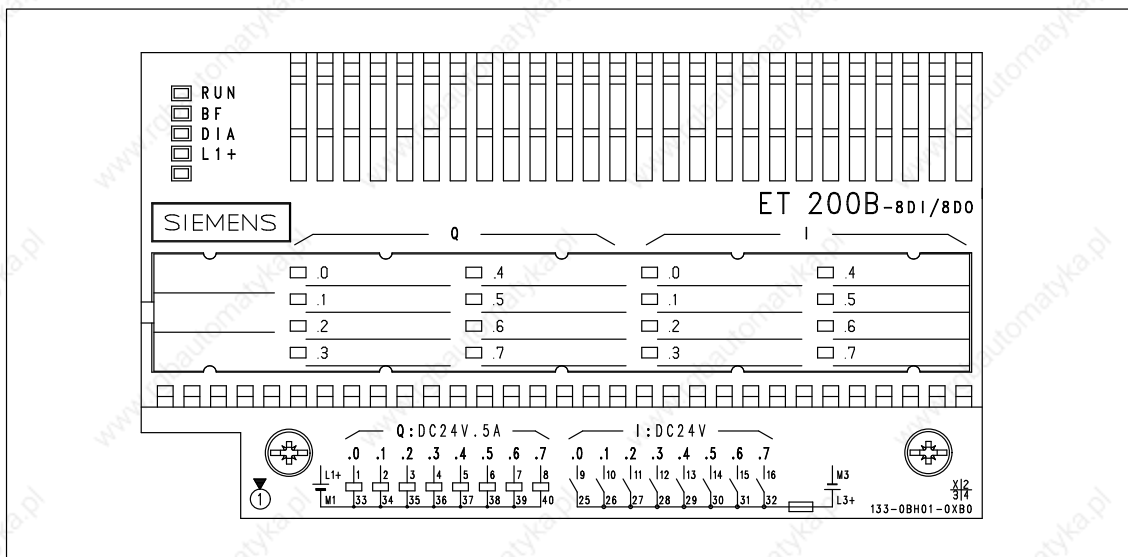 RUN
BF
DIA
L1+
SIEMENS
ET 200B-8DI/8DO
Q I
.0 .4 .0 .4
.1 .5 .1 .5
.2 .6 .2 .6
.3 .7 .3 .7
Q:DC24V.5A I:DC24V
.0 .1 .2 .3 .4 .5 .6 .7 .0 .1 .2 .3 .4 .5 .6 .7
L1+ 1 2 3 4 5 6 7 8 9 10 11 12 13 14 15 16 M3
M1 33 34 35 36 37 38 39 40 25 26 27 28 29 30 31 32 L3+
1
X 2
3 4
133-0BH01-0XB0
www.robautomatyka.pl